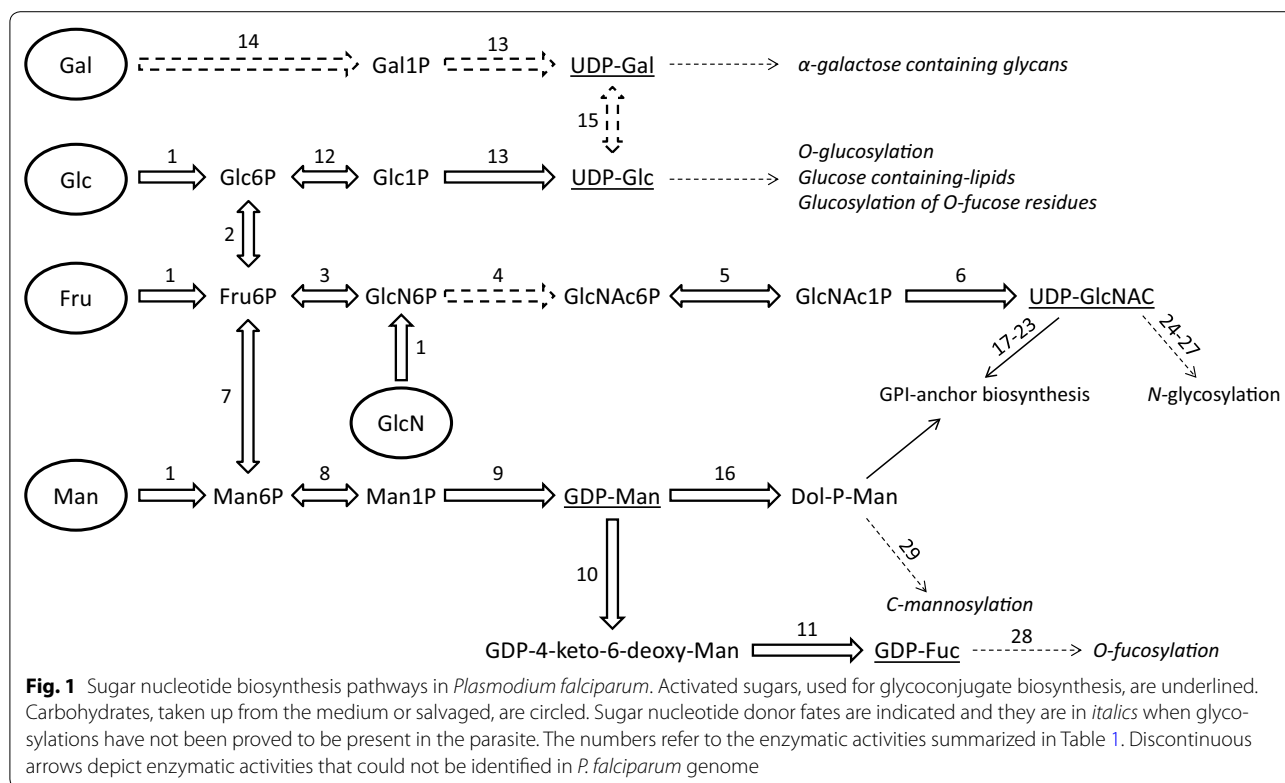 14 13
Gal Gal1P UDP-Gal α-galactose containing glycans
15
1 12 13
Glc Glc6P Glc1P UDP-Glc O-glucosylation
Glucose containing-lipids
Glucosylation of O-fucose residues
2
1 3 4 5 6
Fru Fru6P GlcN6P GlcNAc6P GlcNAc1P UDP-GlcNAC
1 17-23 24-27
7 GlcN GPI-anchor biosynthesis N-glycosylation
1 8 9 16
Man Man6P Man1P GDP-Man Dol-P-Man
10 29
C-mannosylation
11 28
GDP-4-keto-6-deoxy-Man GDP-Fuc O-fucosylation
Fig. 1 Sugar nucleotide biosynthesis pathways in Plasmodium falciparum. Activated sugars, used for glycoconjugate biosynthesis, are underlined.
Carbohydrates, taken up from the medium or salvaged, are circled. Sugar nucleotide donor fates are indicated and they are in italics when glyco-
sylations have not been proved to be present in the parasite. The numbers refer to the enzymatic activities summarized in Table 1. Discontinuous
arrows depict enzymatic activities that could not be identified in P. falciparum genome